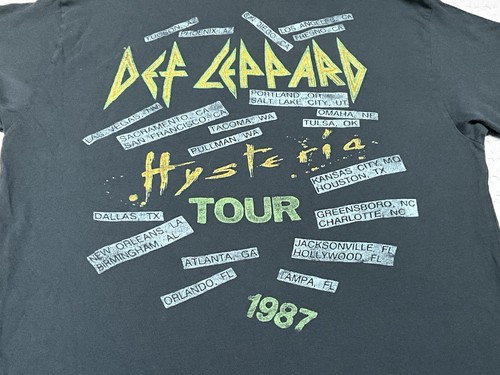 TUCSON, AZ
PHOENIX, AZ
SAN DIEGO, CA
LOS ANGELES, CA
FRESNO, CA
DEF LEPPARD
PORTLAND, OR
SALT LAKE CITY, UT
LAS VEGAS, NM
SACRAMENTO, CA
SAN FRANCISCO, CA
OMAHA, NE
TULSA, OK
TACOMA, WA
PULLMAN, WA
Hysteria
KANSAS CITY, MO
HOUSTON, TX
TOUR
DALLAS, TX
GREENSBORO, NC
CHARLOTTE, NC
NEW ORLEANS, LA
BIRMINGHAM, AL
ATLANTA, GA
JACKSONVILLE, FL
HOLLYWOOD, FL
ORLANDO, FL
TAMPA, FL
1987